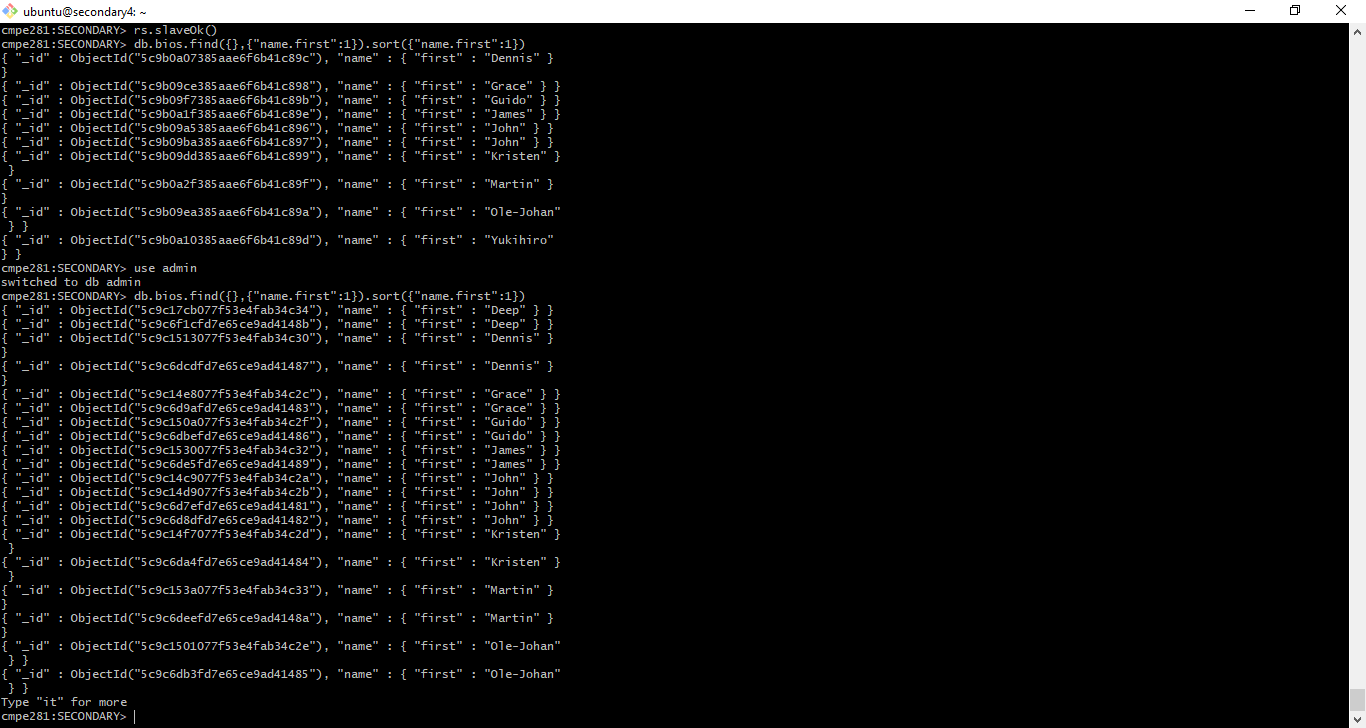 ubuntu@secondary4: ~
cmpe281:SECONDARY> rs.slaveOk()
cmpe281:SECONDARY> db.bios.find({},{"name.first":1}).sort({"name.first":1})
{ "_id" : ObjectId("5c9b0a07385aae6f6b41c89c"), "name" : { "first" : "Dennis" }
}
{ "_id" : ObjectId("5c9b09ce385aae6f6b41c898"), "name" : { "first" : "Grace" } }
{ "_id" : ObjectId("5c9b09f7385aae6f6b41c89b"), "name" : { "first" : "Guido" } }
{ "_id" : ObjectId("5c9b0a1f385aae6f6b41c89e"), "name" : { "first" : "James" } }
{ "_id" : ObjectId("5c9b09a5385aae6f6b41c896"), "name" : { "first" : "John" } }
{ "_id" : ObjectId("5c9b09ba385aae6f6b41c897"), "name" : { "first" : "John" } }
{ "_id" : ObjectId("5c9b09dd385aae6f6b41c899"), "name" : { "first" : "Kristen" }
 }
{ "_id" : ObjectId("5c9b0a2f385aae6f6b41c89f"), "name" : { "first" : "Martin" }
}
{ "_id" : ObjectId("5c9b09ea385aae6f6b41c89a"), "name" : { "first" : "Ole-Johan"
 } }
{ "_id" : ObjectId("5c9b0a10385aae6f6b41c89d"), "name" : { "first" : "Yukihiro"
} }
cmpe281:SECONDARY> use admin
switched to db admin
cmpe281:SECONDARY> db.bios.find({},{"name.first":1}).sort({"name.first":1})
{ "_id" : ObjectId("5c9c17cb077f53e4fab34c34"), "name" : { "first" : "Deep" } }
{ "_id" : ObjectId("5c9c6f1cfd7e65ce9ad4148b"), "name" : { "first" : "Deep" } }
{ "_id" : ObjectId("5c9c1513077f53e4fab34c30"), "name" : { "first" : "Dennis" }
}
{ "_id" : ObjectId("5c9c6dcdfd7e65ce9ad41487"), "name" : { "first" : "Dennis" }
}
{ "_id" : ObjectId("5c9c14e8077f53e4fab34c2c"), "name" : { "first" : "Grace" } }
{ "_id" : ObjectId("5c9c6d9afd7e65ce9ad41483"), "name" : { "first" : "Grace" } }
{ "_id" : ObjectId("5c9c150a077f53e4fab34c2f"), "name" : { "first" : "Guido" } }
{ "_id" : ObjectId("5c9c6dbefd7e65ce9ad41486"), "name" : { "first" : "Guido" } }
{ "_id" : ObjectId("5c9c1530077f53e4fab34c32"), "name" : { "first" : "James" } }
{ "_id" : ObjectId("5c9c6de5fd7e65ce9ad41489"), "name" : { "first" : "James" } }
{ "_id" : ObjectId("5c9c14c9077f53e4fab34c2a"), "name" : { "first" : "John" } }
{ "_id" : ObjectId("5c9c14d9077f53e4fab34c2b"), "name" : { "first" : "John" } }
{ "_id" : ObjectId("5c9c6d7efd7e65ce9ad41481"), "name" : { "first" : "John" } }
{ "_id" : ObjectId("5c9c6d8dfd7e65ce9ad41482"), "name" : { "first" : "John" } }
{ "_id" : ObjectId("5c9c14f7077f53e4fab34c2d"), "name" : { "first" : "Kristen" }
 }
{ "_id" : ObjectId("5c9c6da4fd7e65ce9ad41484"), "name" : { "first" : "Kristen" }
 }
{ "_id" : ObjectId("5c9c153a077f53e4fab34c33"), "name" : { "first" : "Martin" }
}
{ "_id" : ObjectId("5c9c6deefd7e65ce9ad4148a"), "name" : { "first" : "Martin" }
}
{ "_id" : ObjectId("5c9c1501077f53e4fab34c2e"), "name" : { "first" : "Ole-Johan"
 } }
{ "_id" : ObjectId("5c9c6db3fd7e65ce9ad41485"), "name" : { "first" : "Ole-Johan"
 } }
Type "it" for more
cmpe281:SECONDARY>